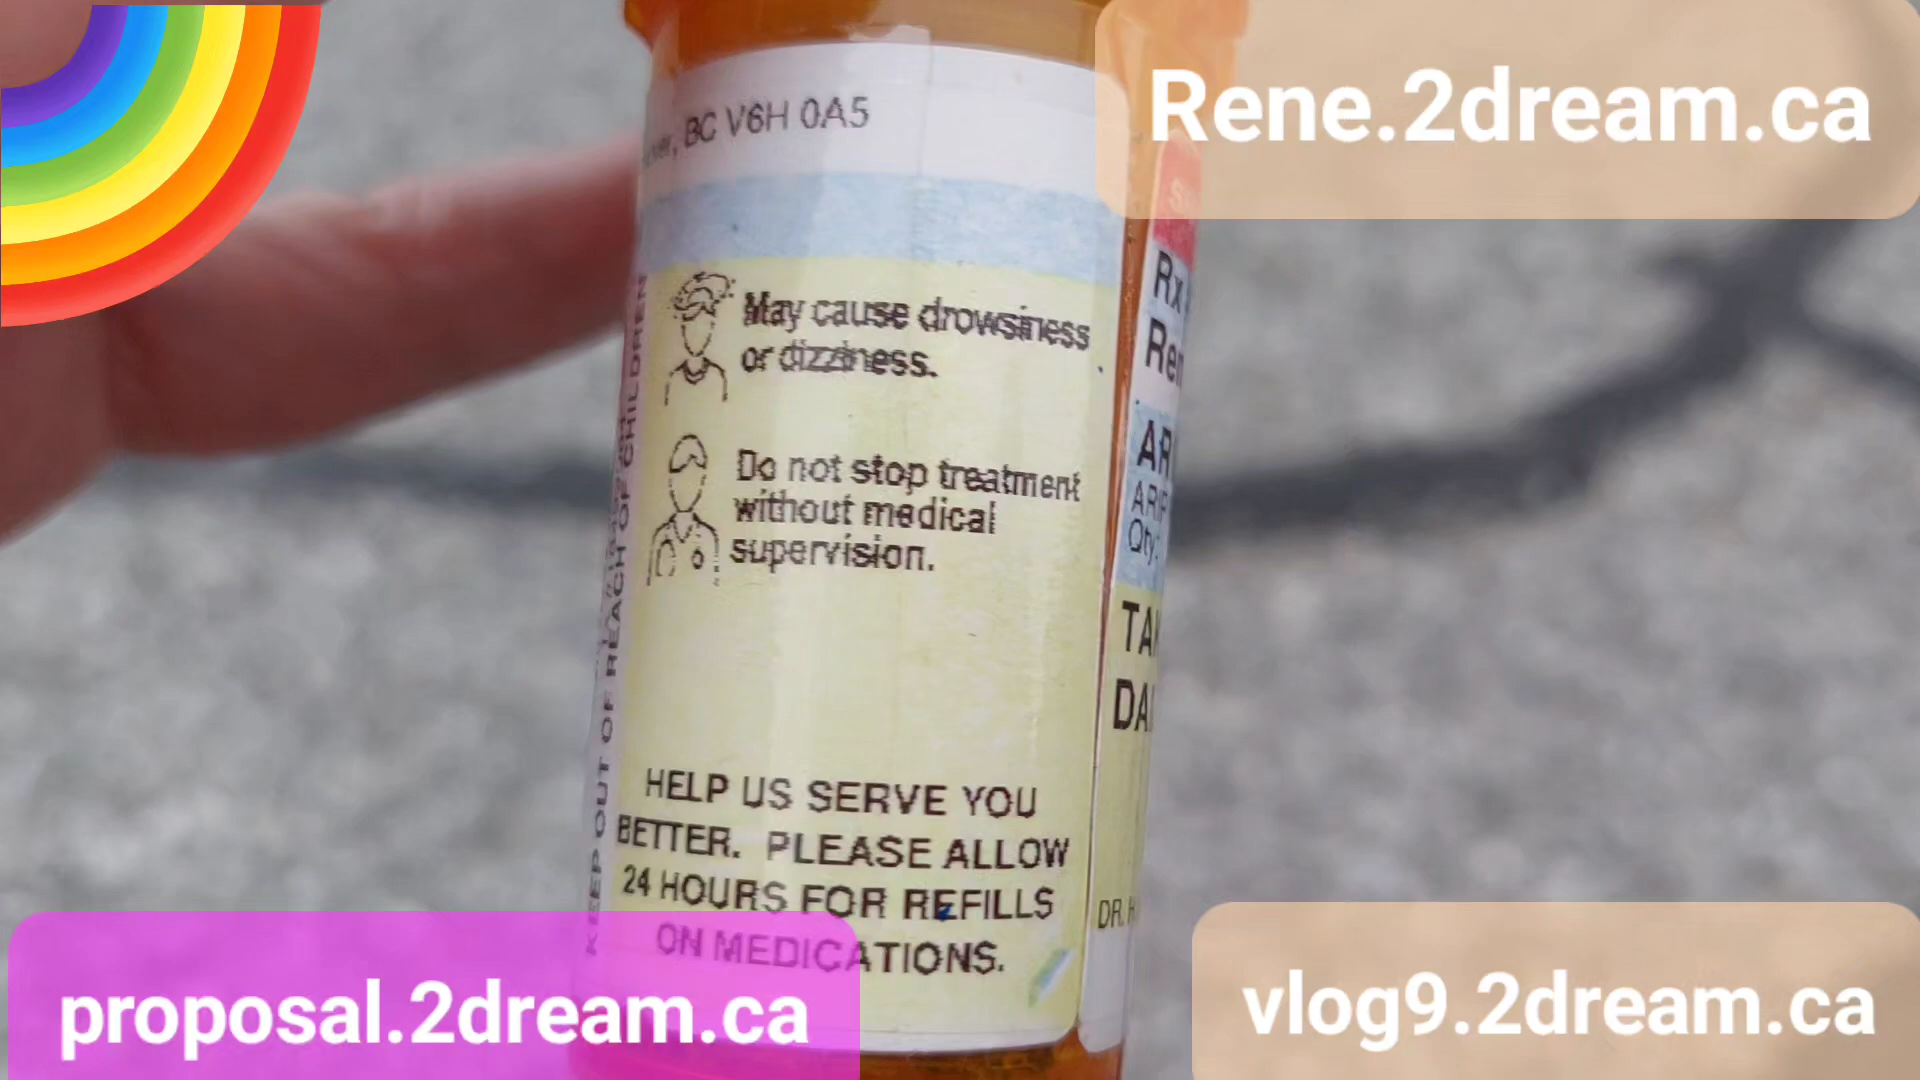 Rene.2dream.ca
BC V6H 0A5
May cause drowsiness
or dizziness.
Do not stop treatment
without medical
supervision.
HELP US SERVE YOU
BETTER. PLEASE ALLOW
24 HOURS FOR REFILLS
ON MEDICATIONS.
KEEP OUT OF REACH OF CHILDREN
Rx
DR. H
proposal.2dream.ca
vlog9.2dream.ca